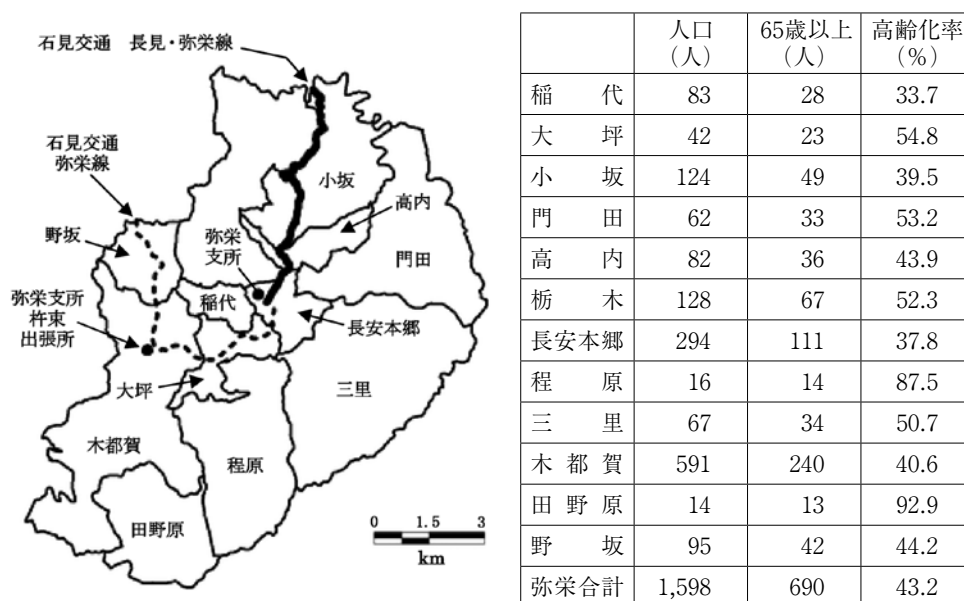 石見交通 長見・弥栄線
石見交通
弥栄線
野坂
弥栄支所
杵束
出張所
弥栄
支所
稲代
小坂
高内
門田
長安本郷
大坪
三里
木都賀
程原
田野原
0 1.5 3
km
人口(人) 65歳以上(人) 高齢化率(%)
稲代 83 28 33.7
大坪 42 23 54.8
小坂 124 49 39.5
門田 62 33 53.2
高内 82 36 43.9
栃木 128 67 52.3
長安本郷 294 111 37.8
程原 16 14 87.5
三里 67 34 50.7
木都賀 591 240 40.6
田野原 14 13 92.9
野坂 95 42 44.2
弥栄合計 1,598 690 43.2